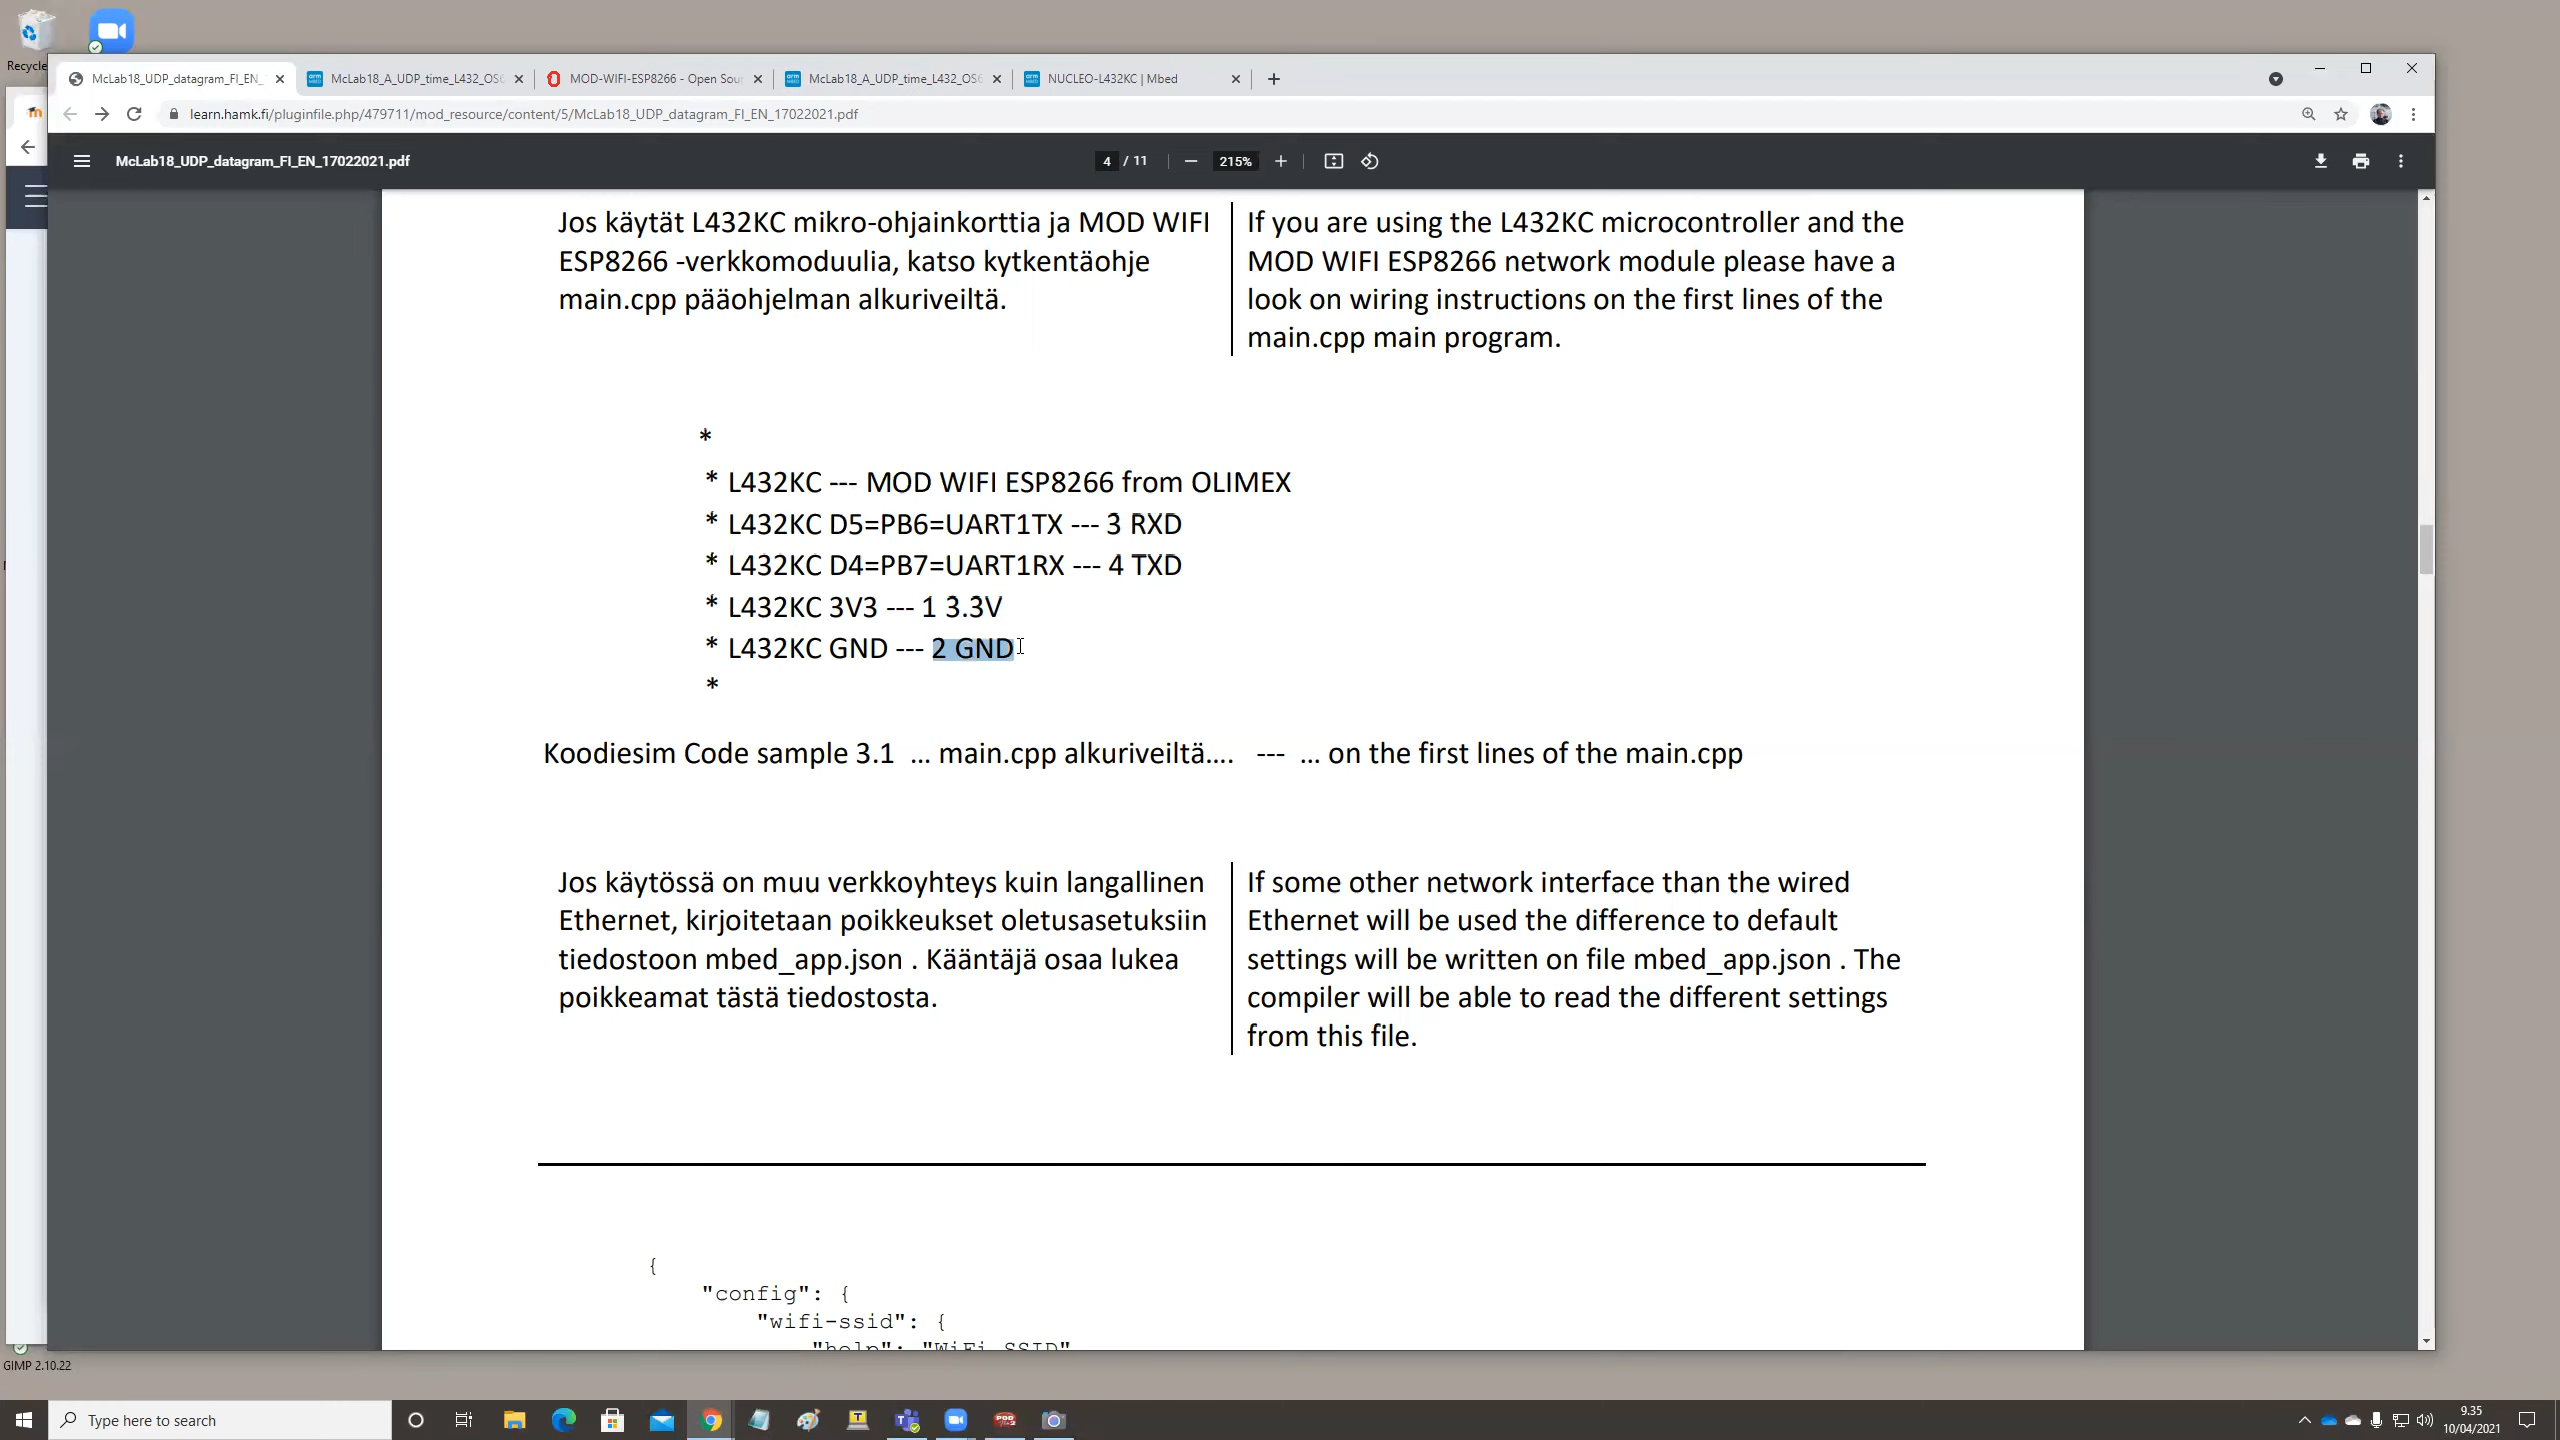 Recycle
McLab18_UDP_datagram_FI_EN_
McLab18_A_UDP_time_L432_OS6
MOD-WIFI-ESP8266 - Open Sour
McLab18_A_UDP_time_L432_OS6
NUCLEO-L432KC | Mbed
learn.hamk.fi/pluginfile.php/479711/mod_resource/content/5/McLab18_UDP_datagram_FI_EN_17022021.pdf
McLab18_UDP_datagram_FI_EN_17022021.pdf
4 / 11
215%
Jos käytät L432KC mikro-ohjainkorttia ja MOD WIFI
ESP8266 -verkkomoduulia, katso kytkentäohje
main.cpp pääohjelman alkuriveiltä.
If you are using the L432KC microcontroller and the
MOD WIFI ESP8266 network module please have a
look on wiring instructions on the first lines of the
main.cpp main program.
*
* L432KC --- MOD WIFI ESP8266 from OLIMEX
* L432KC D5=PB6=UART1TX --- 3 RXD
* L432KC D4=PB7=UART1RX --- 4 TXD
* L432KC 3V3 --- 1 3.3V
* L432KC GND --- 2 GND
*
Koodiesim Code sample 3.1 ... main.cpp alkuriveiltä.... --- ... on the first lines of the main.cpp
Jos käytössä on muu verkkoyhteys kuin langallinen
Ethernet, kirjoitetaan poikkeukset oletusasetuksiin
tiedostoon mbed_app.json . Kääntäjä osaa lukea
poikkeamat tästä tiedostosta.
If some other network interface than the wired
Ethernet will be used the difference to default
settings will be written on file mbed_app.json . The
compiler will be able to read the different settings
from this file.
{
"config": {
"wifi-ssid": {
"help": "WiFi SSID"
GIMP 2.10.22
Type here to search
9.35
10/04/2021